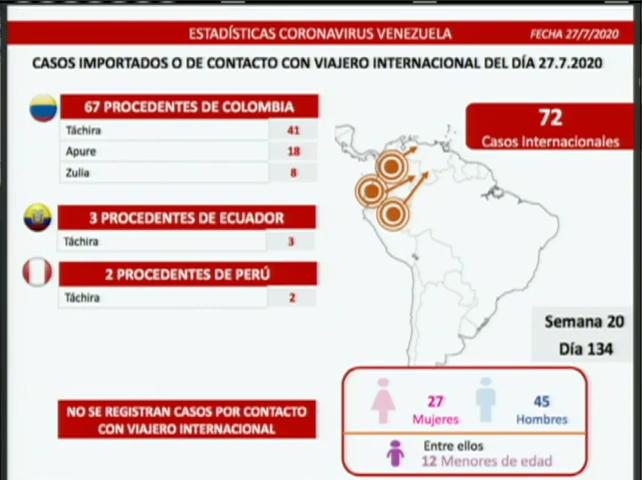 ESTADÍSTICAS CORONAVIRUS VENEZUELA
FECHA 27/7/2020
CASOS IMPORTADOS O DE CONTACTO CON VIAJERO INTERNACIONAL DEL DÍA 27.7.2020
67 PROCEDENTES DE COLOMBIA
Táchira 41
Apure 18
Zulia 8
72
Casos Internacionales
3 PROCEDENTES DE ECUADOR
Táchira 3
2 PROCEDENTES DE PERÚ
Táchira 2
Semana 20
Día 134
NO SE REGISTRAN CASOS POR CONTACTO
CON VIAJERO INTERNACIONAL
27
Mujeres
45
Hombres
Entre ellos
12 Menores de edad